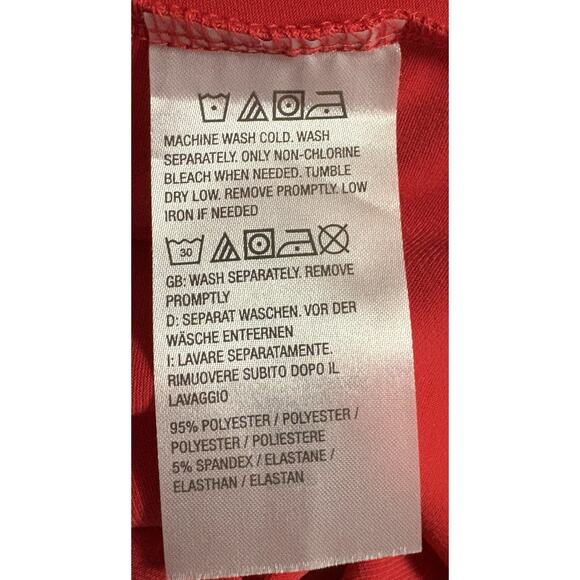 MACHINE WASH COLD. WASH
SEPARATELY. ONLY NON-CHLORINE
BLEACH WHEN NEEDED. TUMBLE
DRY LOW. REMOVE PROMPTLY. LOW
IRON IF NEEDED
30
GB: WASH SEPARATELY. REMOVE
PROMPTLY
D: SEPARAT WASCHEN. VOR DER
WÄSCHE ENTFERNEN
I: LAVARE SEPARATAMENTE.
RIMUOVERE SUBITO DOPO IL
LAVAGGIO
95% POLYESTER / POLYESTER /
POLYESTER / POLIESTERE
5% SPANDEX / ELASTANE /
ELASTHAN / ELASTAN